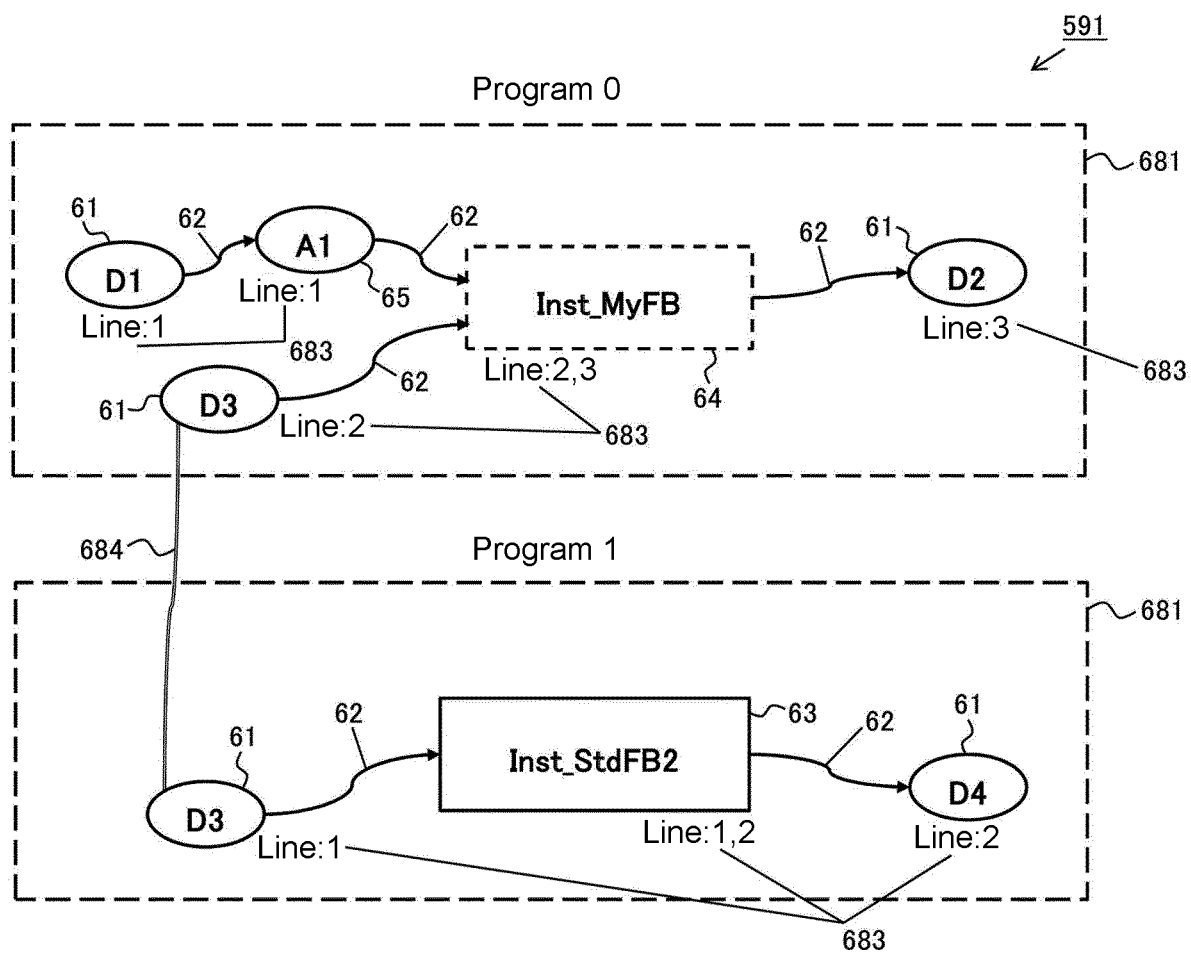 591
Program 0
681
61
62
A1
62
62
61
D1
D2
Line:1
65
Inst_MyFB
Line:1
683
Line:3
Line:2,3
64
683
61
D3
62
Line:2
683
684
Program 1
681
61
62
63
62
61
Inst_StdFB2
D3
D4
Line:1
Line:1,2
Line:2
683